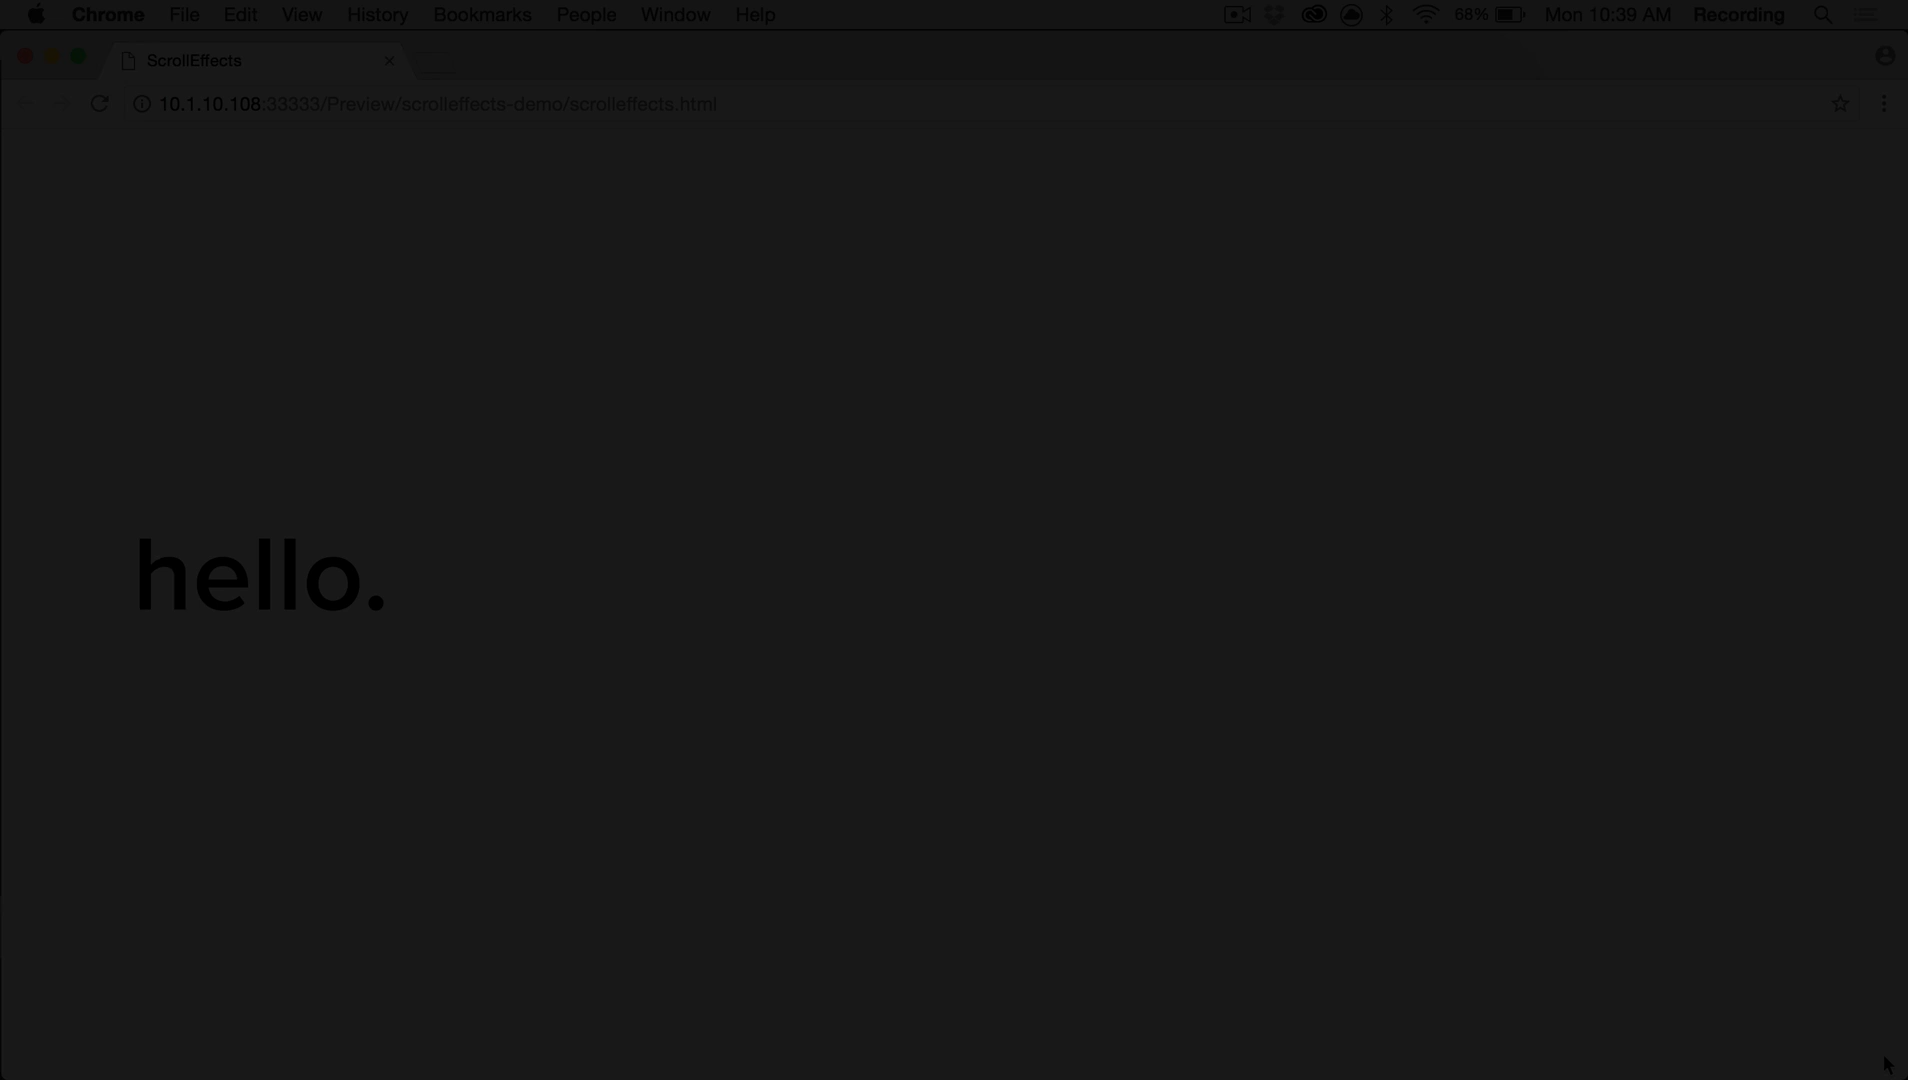 Chrome File Edit View History Bookmarks People Window Help 68% Mon 10:39 AM Recording
ScrollEffects
10.1.10.108:33333/Preview/scrolleffects-demo/scrolleffects.html
hello.